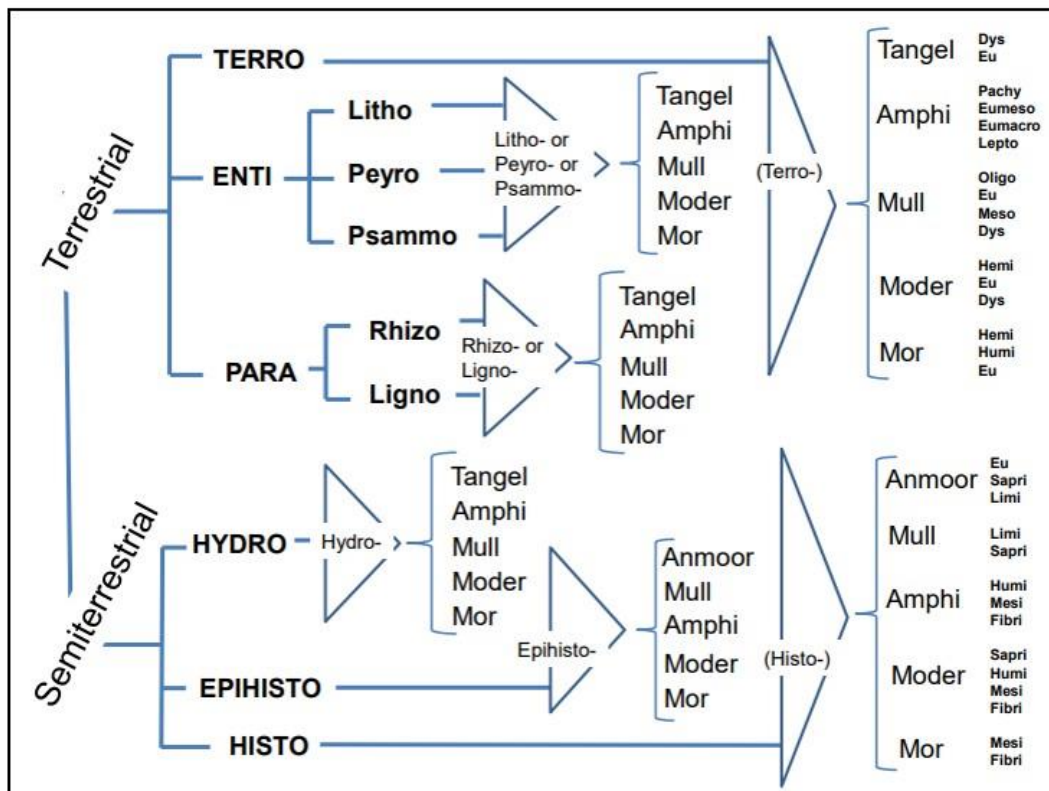 Terrestrial
TERRO
ENTI
Litho
Peyro
Psammo
Litho- or
Peyro- or
Psammo-
Tangel
Amphi
Mull
Moder
Mor
PARA
Rhizo
Ligno
Rhizo- or
Ligno-
Tangel
Amphi
Mull
Moder
Mor
(Terro-)
Tangel
Dys
Eu
Amphi
Pachy
Eumeso
Eumacro
Lepto
Mull
Oligo
Eu
Meso
Dys
Moder
Hemi
Eu
Dys
Mor
Hemi
Humi
Eu
Semiterrestrial
HYDRO
Hydro-
Tangel
Amphi
Mull
Moder
Mor
EPIHISTO
Epihisto-
Anmoor
Mull
Amphi
Moder
Mor
HISTO
(Histo-)
Anmoor
Eu
Sapri
Limi
Mull
Limi
Sapri
Amphi
Humi
Mesi
Fibri
Moder
Sapri
Humi
Mesi
Fibri
Mor
Mesi
Fibri